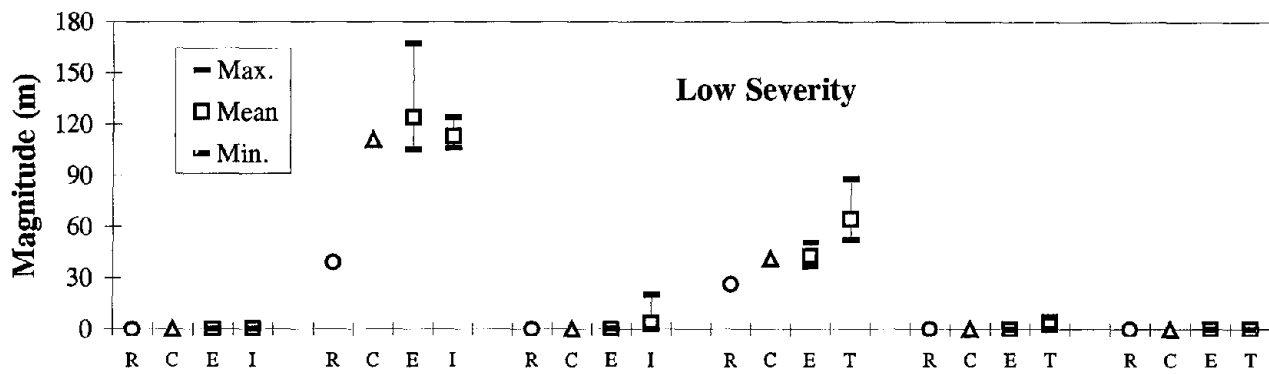 180
150
120
90
60
30
0
Magnitude (m)
Max.
Mean
Min.
Low Severity
R C E I R C E I R C E I R C E T R C E T R C E T